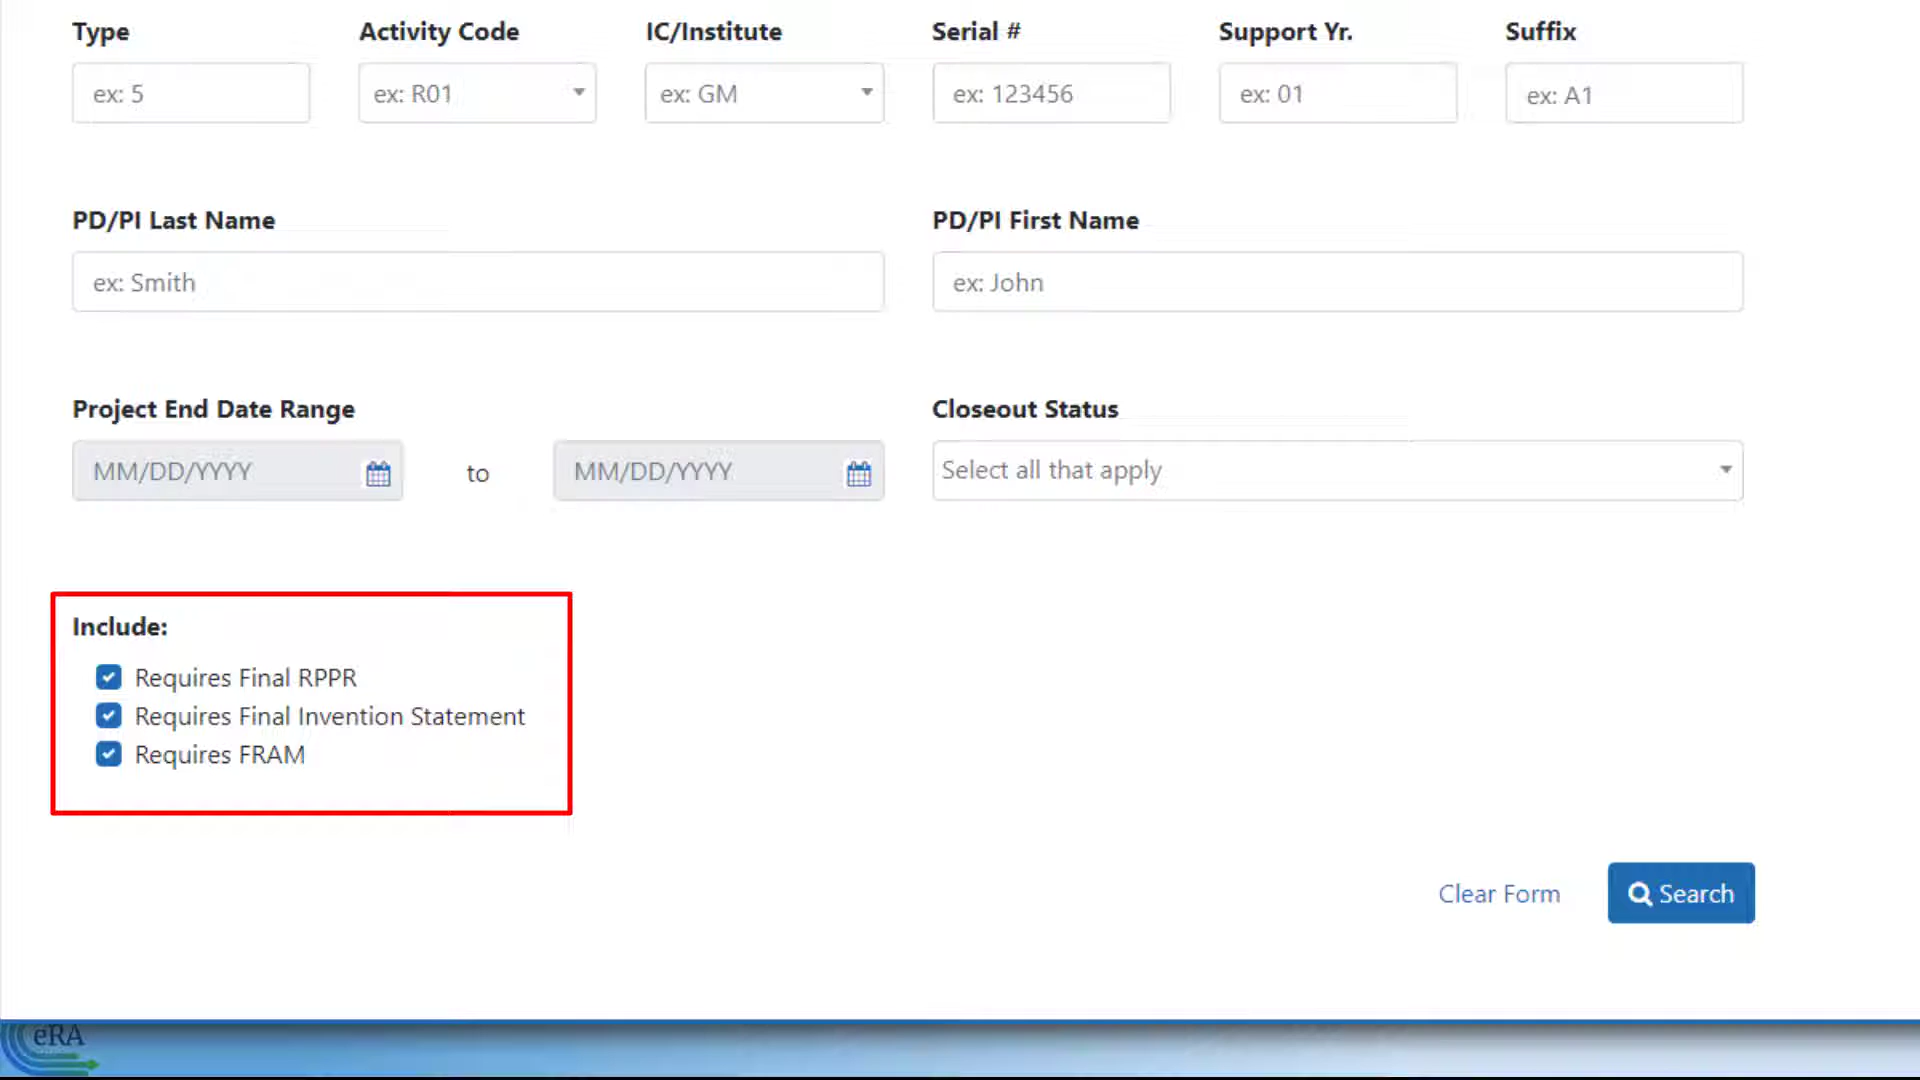 Type Activity Code IC/Institute Serial # Support Yr. Suffix
ex: 5 ex: R01 ex: GM ex: 123456 ex: 01 ex: A1
PD/PI Last Name PD/PI First Name
ex: Smith ex: John
Project End Date Range Closeout Status
MM/DD/YYYY to MM/DD/YYYY Select all that apply
Include:
Requires Final RPPR
Requires Final Invention Statement
Requires FRAM
Clear Form Search
eRA